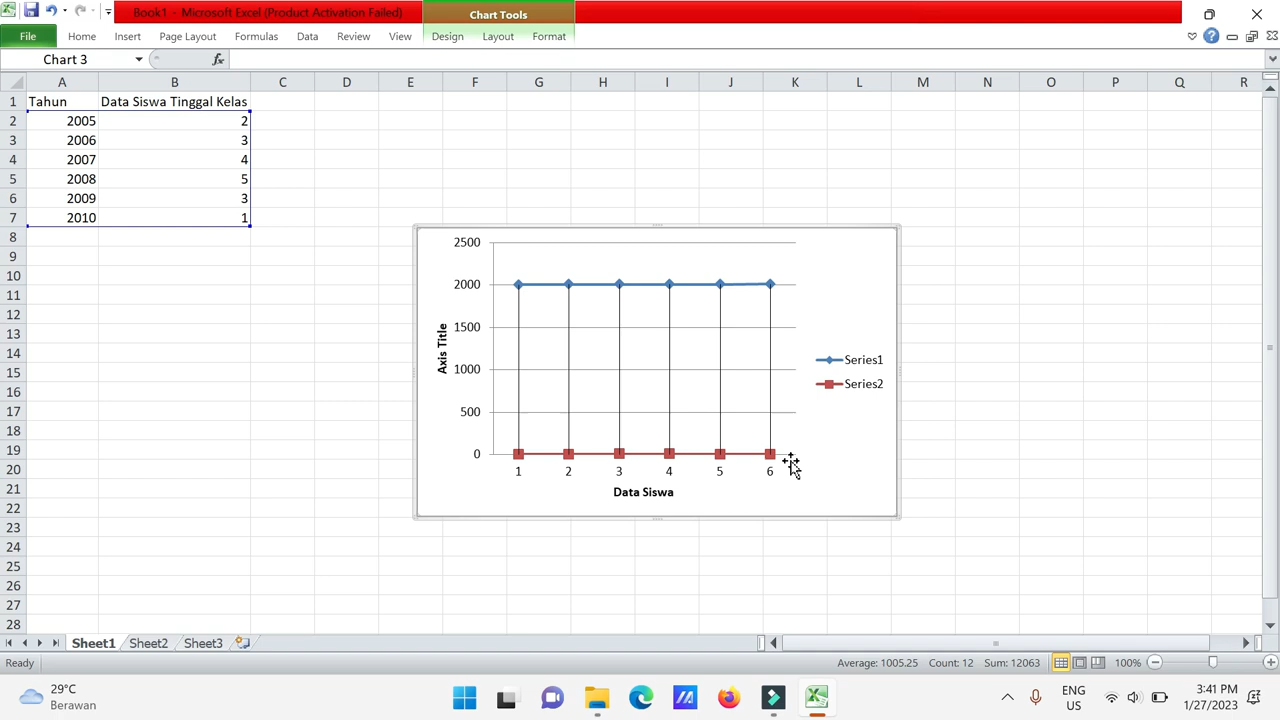 Book1 - Microsoft Excel (Product Activation Failed)
Chart Tools
File Home Insert Page Layout Formulas Data Review View Design Layout Format
Chart 3
fx
A B C D E F G H I J K L M N O P Q R
1 Tahun Data Siswa Tinggal Kelas
2 2005 2
3 2006 3
4 2007 4
5 2008 5
6 2009 3
7 2010 1
8
9
10
11
12
13
14
15
16
17
18
19
20
21
22
23
24
25
26
27
28
2500
2000
1500
1000
500
0
Axis Title
1 2 3 4 5 6
Data Siswa
Series1
Series2
Sheet1 Sheet2 Sheet3
Ready
Average: 1005.25 Count: 12 Sum: 12063 100%
29°C
Berawan
ENG
US
3:41 PM
1/27/2023